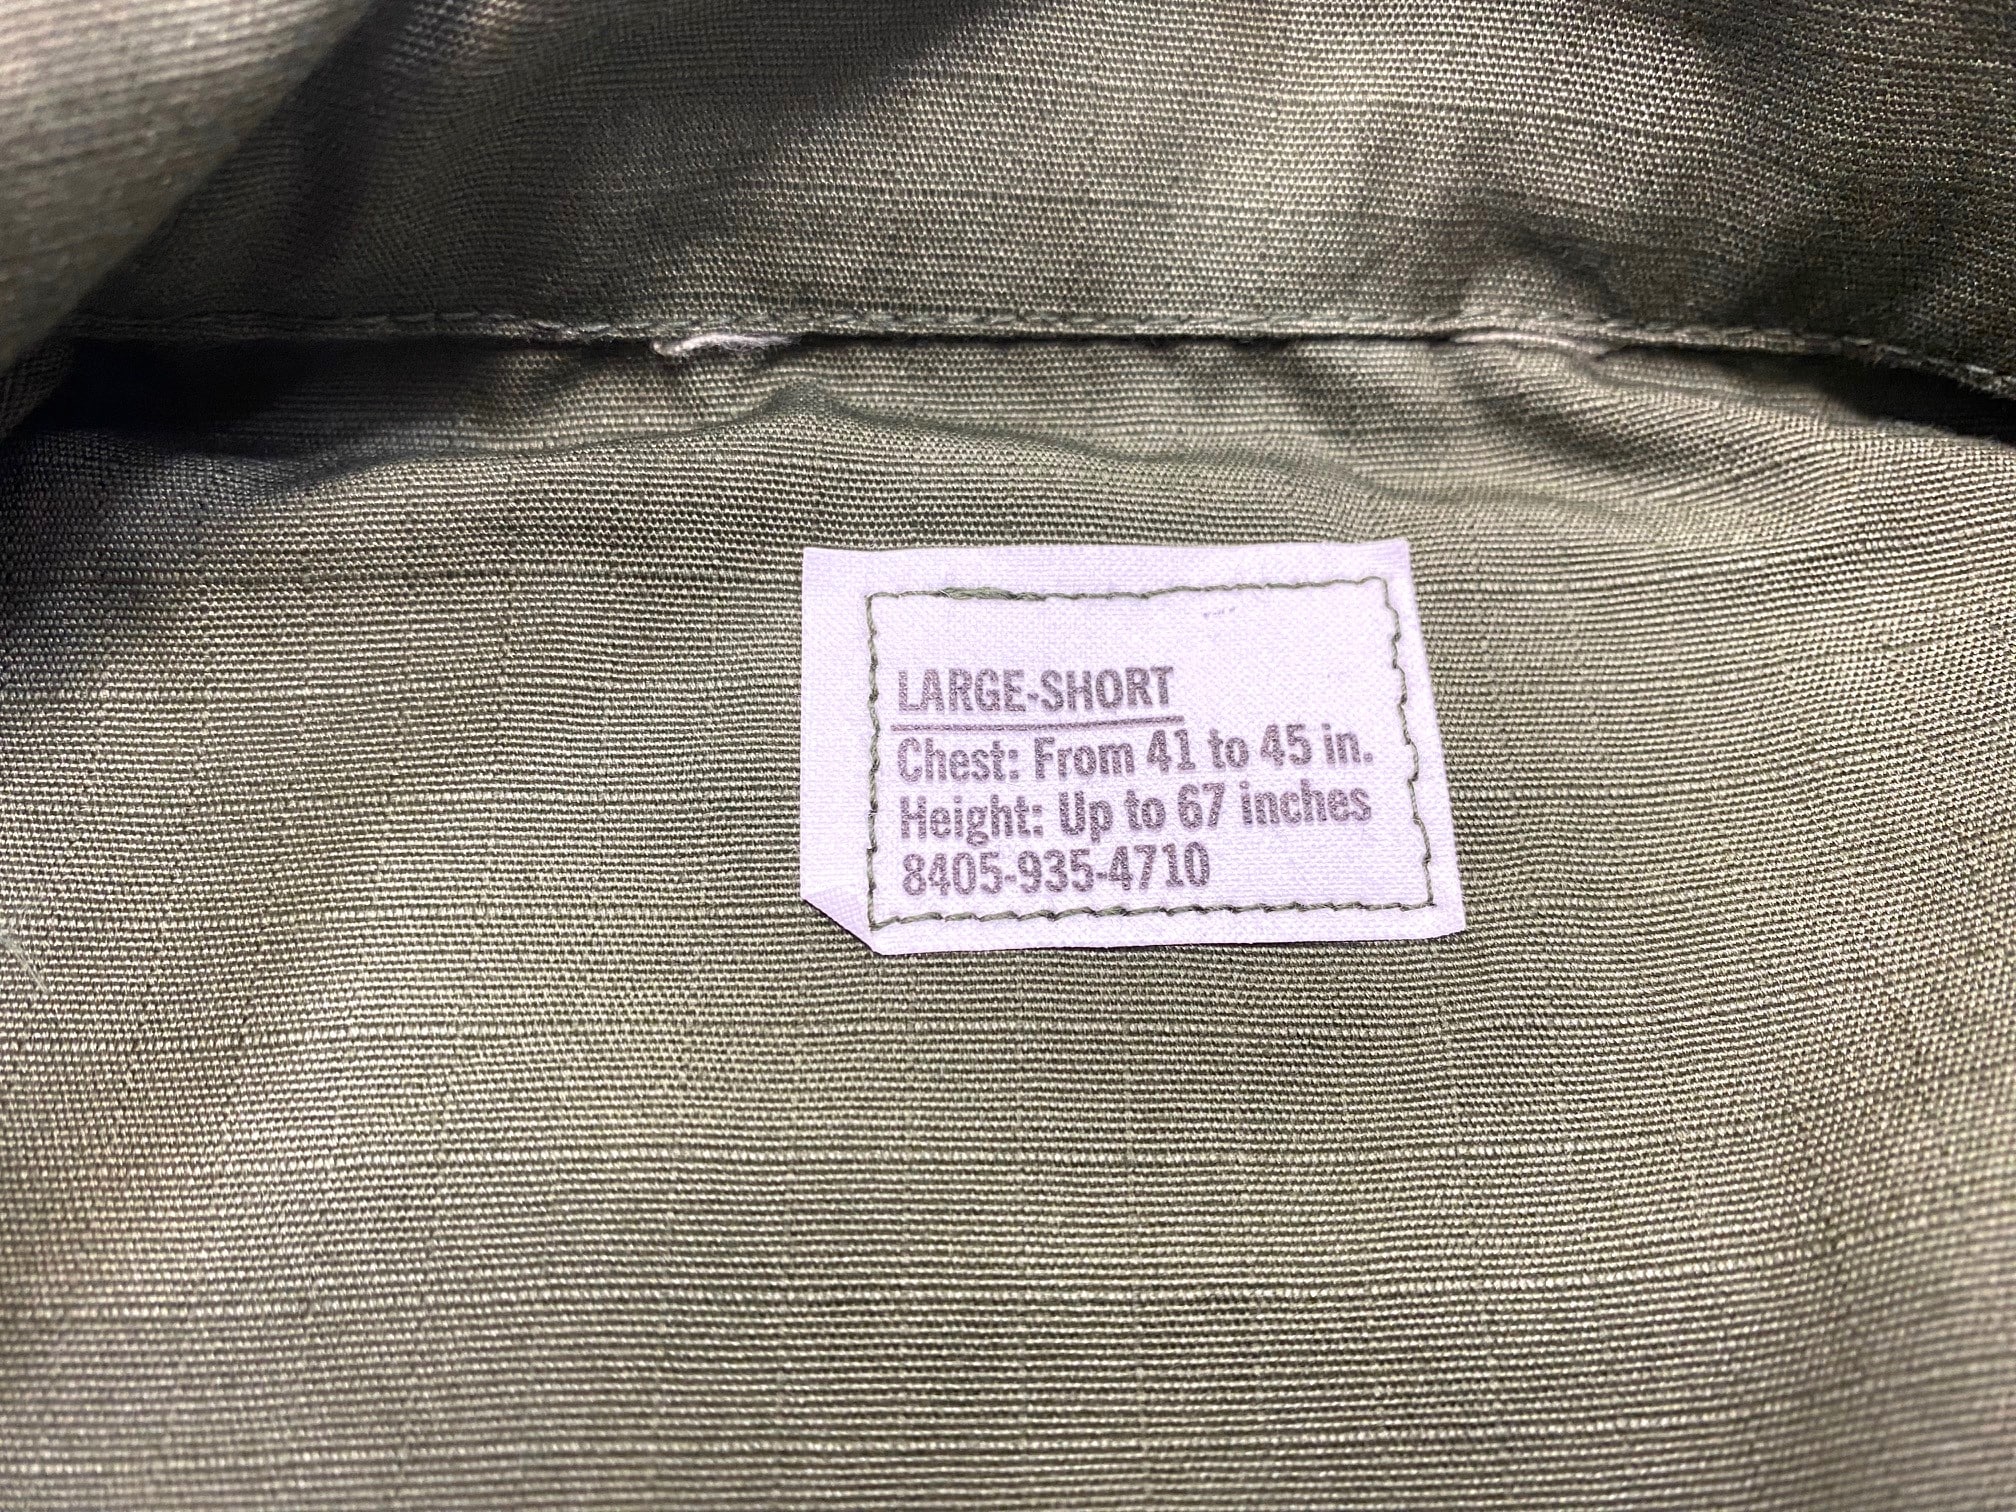 LARGE-SHORT
Chest: From 41 to 45 in.
Height: Up to 67 inches
8405-935-4710